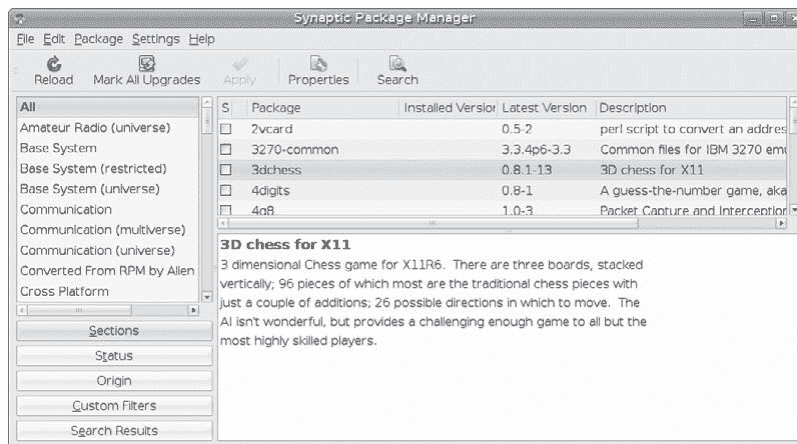 Synaptic Package Manager
File Edit Package Settings Help
Reload Mark All Upgrades Apply Properties Search
All
Amateur Radio (universe)
Base System
Base System (restricted)
Base System (universe)
Communication
Communication (multiverse)
Communication (universe)
Converted From RPM by Alien
Cross Platform
Sections
Status
Origin
Custom Filters
Search Results
S Package Installed Version Latest Version Description
2vcard 0.5-2 perl script to convert an addres
3270-common 3.3.4p6-3.3 Common files for IBM 3270 emu
3dchess 0.8.1-13 3D chess for X11
4digits 0.8-1 A guess-the-number game, aka
4g8 1.0-3 Packet Capture and Interception
3D chess for X11
3 dimensional Chess game for X11R6. There are three boards, stacked
vertically; 96 pieces of which most are the traditional chess pieces with
just a couple of additions; 26 possible directions in which to move. The
AI isn't wonderful, but provides a challenging enough game to all but the
most highly skilled players.